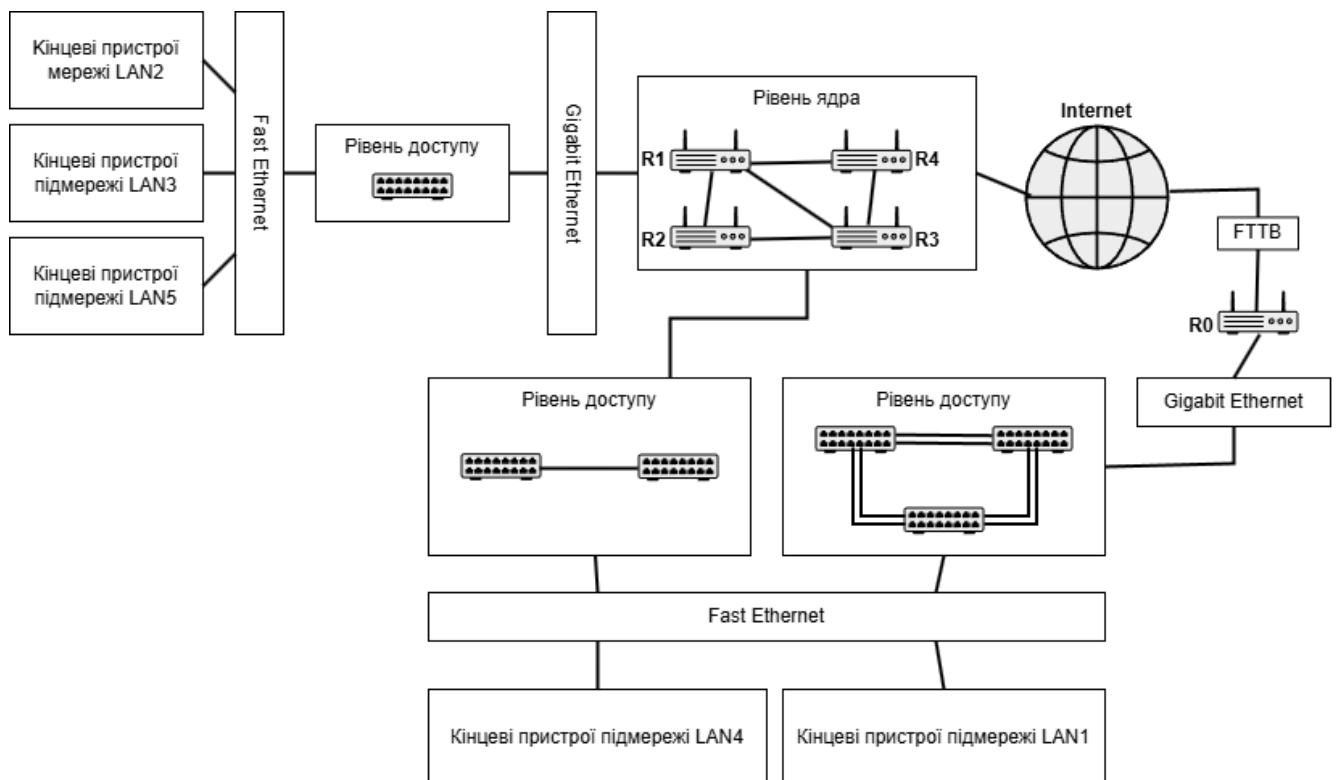 Кінцеві пристрої
мережі LAN2
Кінцеві пристрої
підмережі LAN3
Кінцеві пристрої
підмережі LAN5
Fast Ethernet
Рівень доступу
Gigabit Ethernet
Рівень ядра
R1
R4
R2
R3
Internet
FTTB
R0
Gigabit Ethernet
Рівень доступу
Рівень доступу
Fast Ethernet
Кінцеві пристрої підмережі LAN4
Кінцеві пристрої підмережі LAN1